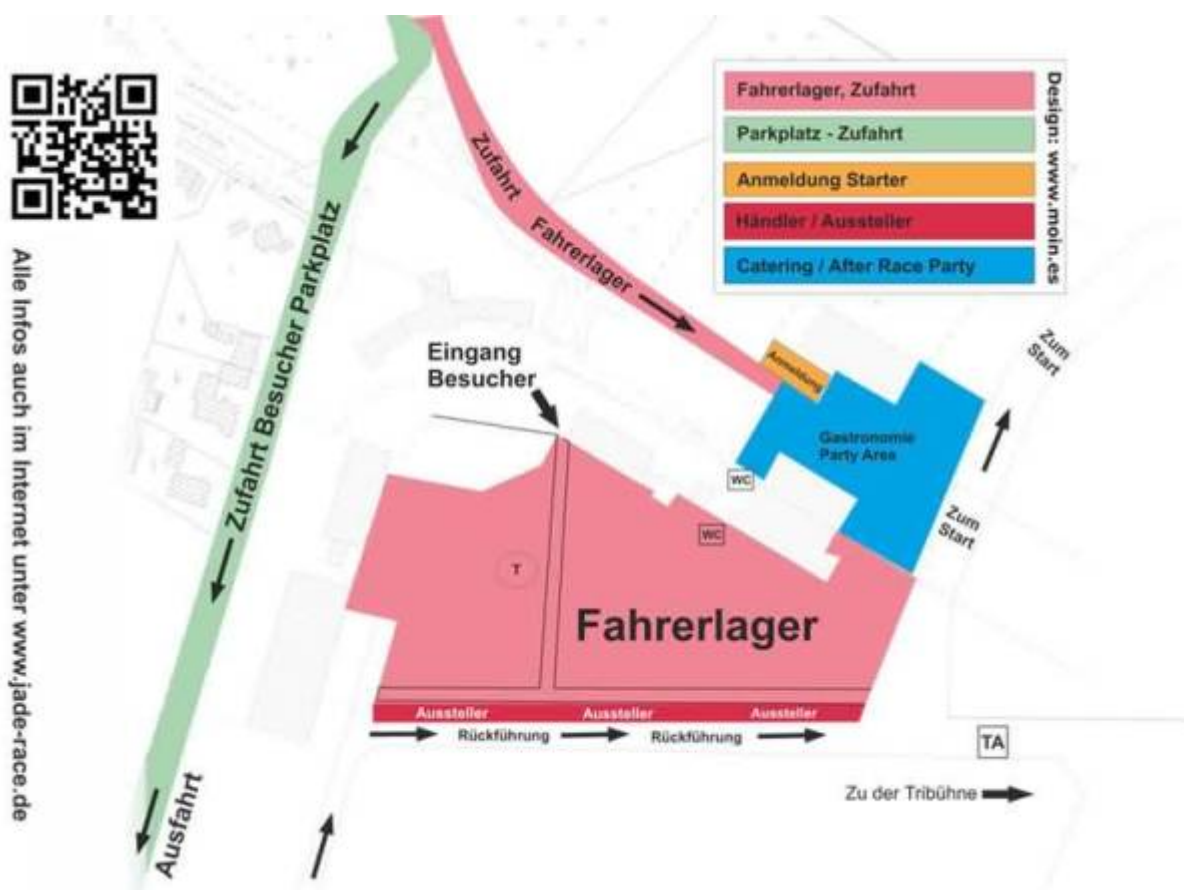 Fahrerlager, Zufahrt
Parkplatz - Zufahrt
Anmeldung Starter
Händler / Aussteller
Catering / After Race Party
Design: www.moin.es
Alle Infos auch im Internet unter www.jade-race.de
Zufahrt Besucher Parkplatz
Ausfahrt
Zufahrt
Fahrerlager
Eingang
Besucher
Anmeldung
Gastronomie
Party Area
Zum
Start
Zum
Start
WC
WC
T
Fahrerlager
Aussteller
Aussteller
Aussteller
Rückführung
Rückführung
TA
Zu der Tribühne